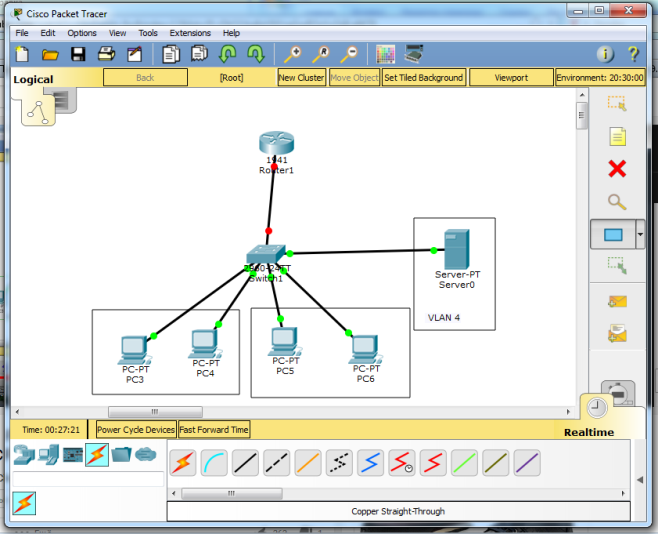 Cisco Packet Tracer
File Edit Options View Tools Extensions Help
Logical Back [Root] New Cluster Move Object Set Tiled Background Viewport Environment: 20:30:00
1941
Router1
2960-24TT
Switch1
Server-PT
Server0
VLAN 4
PC-PT
PC3
PC-PT
PC4
PC-PT
PC5
PC-PT
PC6
Time: 00:27:21 Power Cycle Devices Fast Forward Time
Realtime
Copper Straight-Through